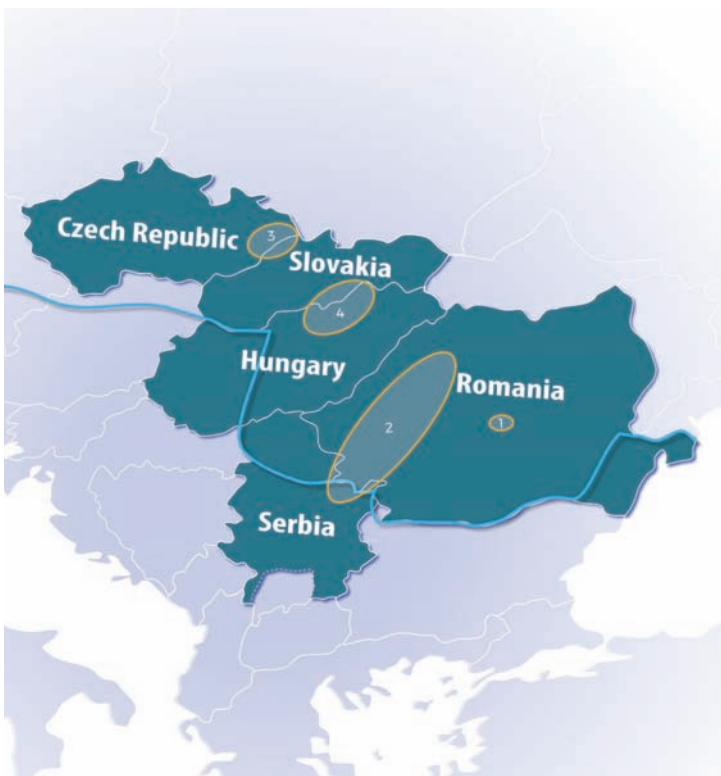 Czech Republic
3
Slovakia
4
Hungary
Romania
1
2
Serbia